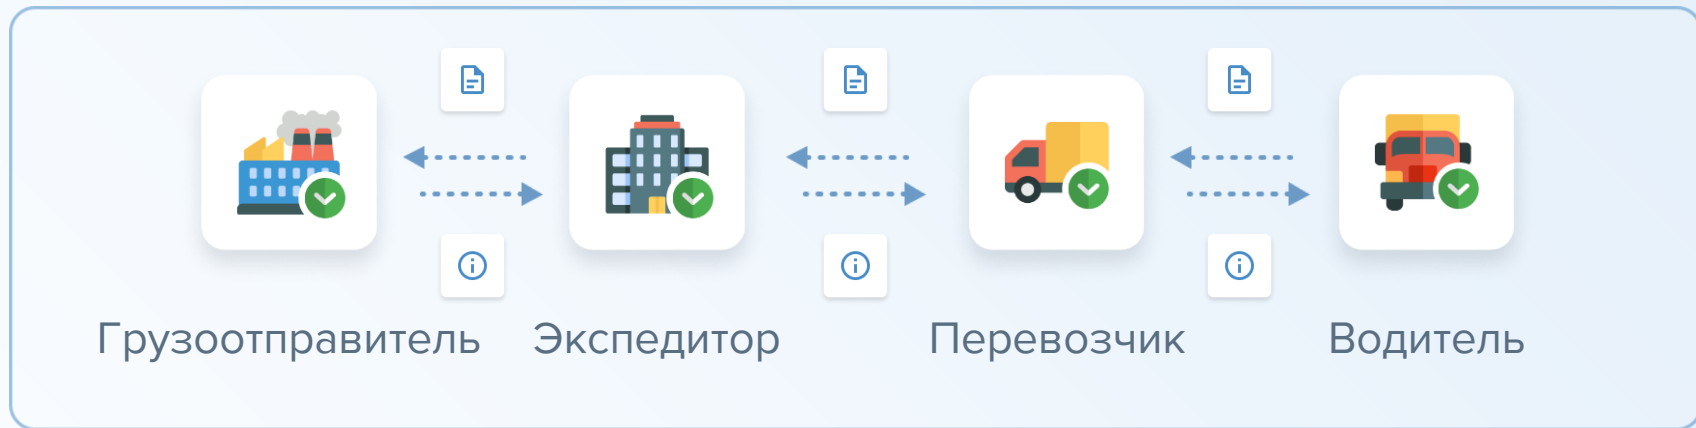 Грузоотправитель Экспедитор Перевозчик Водитель